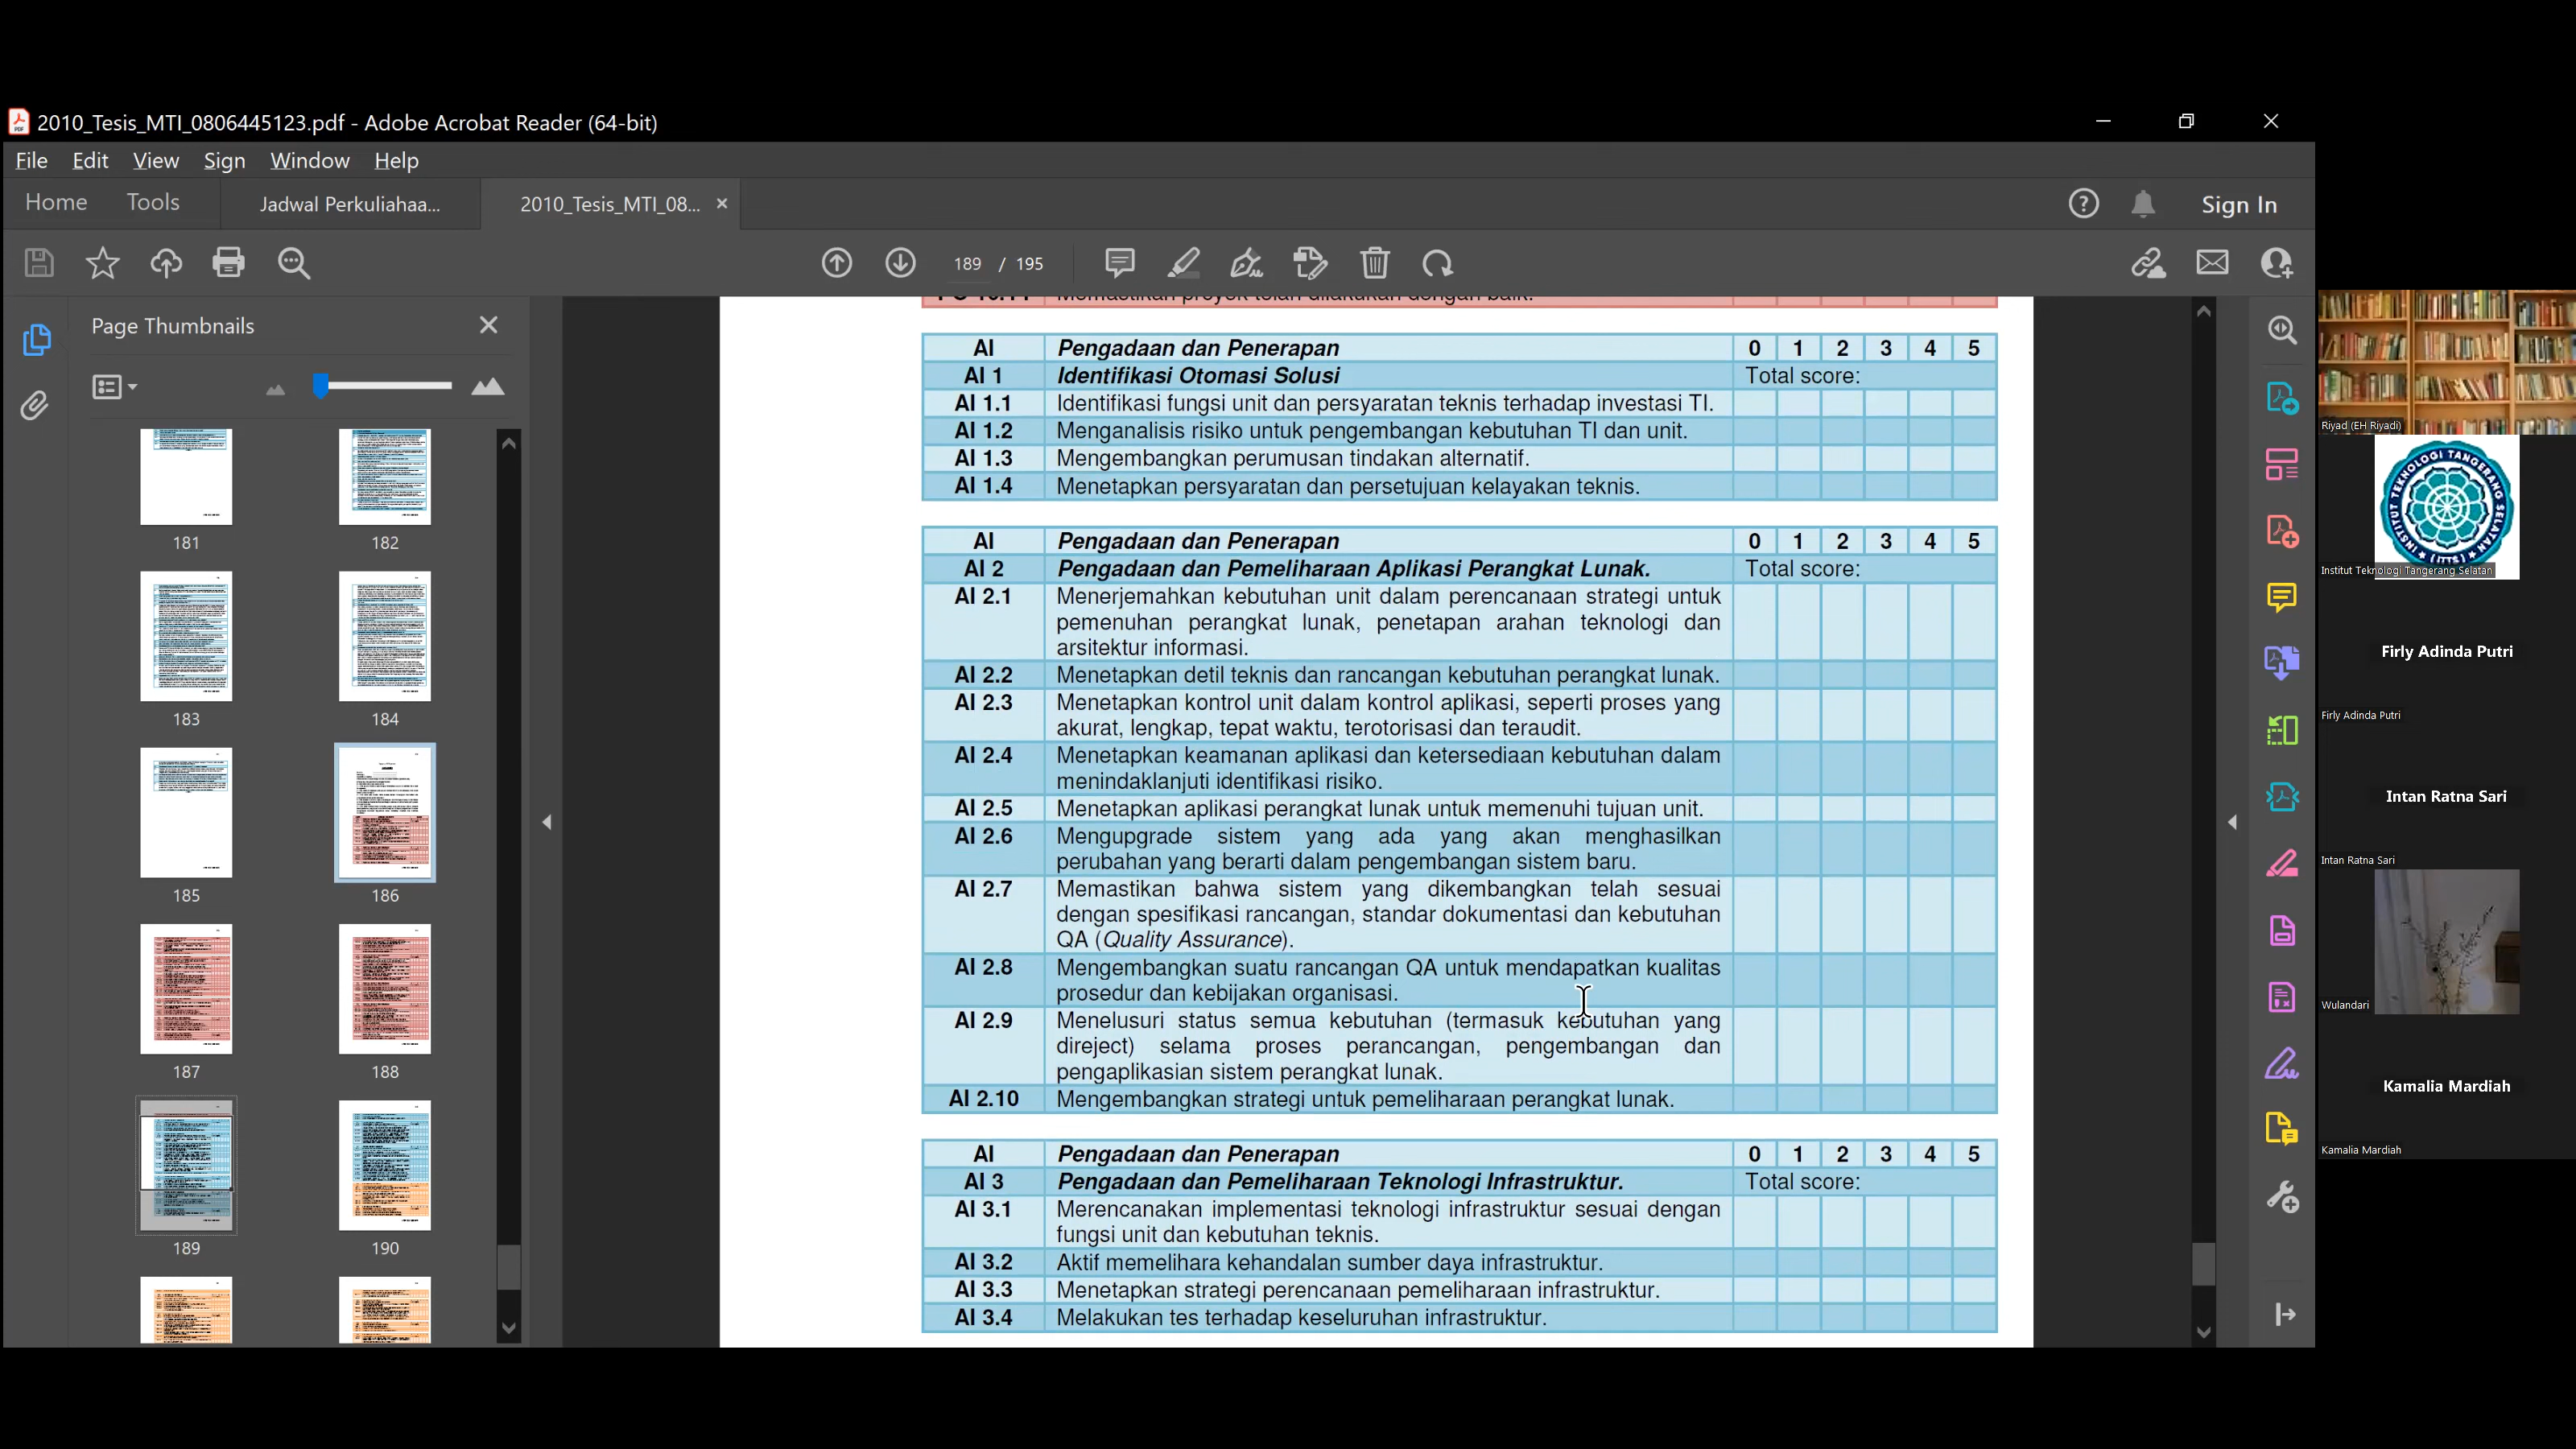 2010_Tesis_MTI_0806445123.pdf - Adobe Acrobat Reader (64-bit)
File Edit View Sign Window Help
Home Tools Jadwal Perkuliahaa... 2010_Tesis_MTI_08... ×
Sign In
189 / 195
Page Thumbnails
181 182
183 184
185 186
187 188
189 190
Memastikan proyek telah dilakukan dengan baik.
AI Pengadaan dan Penerapan 0 1 2 3 4 5
AI 1 Identifikasi Otomasi Solusi Total score:
AI 1.1 Identifikasi fungsi unit dan persyaratan teknis terhadap investasi TI.
AI 1.2 Menganalisis risiko untuk pengembangan kebutuhan TI dan unit.
AI 1.3 Mengembangkan perumusan tindakan alternatif.
AI 1.4 Menetapkan persyaratan dan persetujuan kelayakan teknis.
AI Pengadaan dan Penerapan 0 1 2 3 4 5
AI 2 Pengadaan dan Pemeliharaan Aplikasi Perangkat Lunak. Total score:
AI 2.1 Menerjemahkan kebutuhan unit dalam perencanaan strategi untuk
pemenuhan perangkat lunak, penetapan arahan teknologi dan
arsitektur informasi.
AI 2.2 Menetapkan detil teknis dan rancangan kebutuhan perangkat lunak.
AI 2.3 Menetapkan kontrol unit dalam kontrol aplikasi, seperti proses yang
akurat, lengkap, tepat waktu, terotorisasi dan teraudit.
AI 2.4 Menetapkan keamanan aplikasi dan ketersediaan kebutuhan dalam
menindaklanjuti identifikasi risiko.
AI 2.5 Menetapkan aplikasi perangkat lunak untuk memenuhi tujuan unit.
AI 2.6 Mengupgrade sistem yang ada yang akan menghasilkan
perubahan yang berarti dalam pengembangan sistem baru.
AI 2.7 Memastikan bahwa sistem yang dikembangkan telah sesuai
dengan spesifikasi rancangan, standar dokumentasi dan kebutuhan
QA (Quality Assurance).
AI 2.8 Mengembangkan suatu rancangan QA untuk mendapatkan kualitas
prosedur dan kebijakan organisasi.
AI 2.9 Menelusuri status semua kebutuhan (termasuk kebutuhan yang
direject) selama proses perancangan, pengembangan dan
pengaplikasian sistem perangkat lunak.
AI 2.10 Mengembangkan strategi untuk pemeliharaan perangkat lunak.
AI Pengadaan dan Penerapan 0 1 2 3 4 5
AI 3 Pengadaan dan Pemeliharaan Teknologi Infrastruktur. Total score:
AI 3.1 Merencanakan implementasi teknologi infrastruktur sesuai dengan
fungsi unit dan kebutuhan teknis.
AI 3.2 Aktif memelihara kehandalan sumber daya infrastruktur.
AI 3.3 Menetapkan strategi perencanaan pemeliharaan infrastruktur.
AI 3.4 Melakukan tes terhadap keseluruhan infrastruktur.
Riyad (EH Riyadi)
INSTITUT TEKNOLOGI TANGERANG SELATAN
(ITTS)
Institut Teknologi Tangerang Selatan
Firly Adinda Putri
Firly Adinda Putri
Intan Ratna Sari
Intan Ratna Sari
Wulandari
Kamalia Mardiah
Kamalia Mardiah